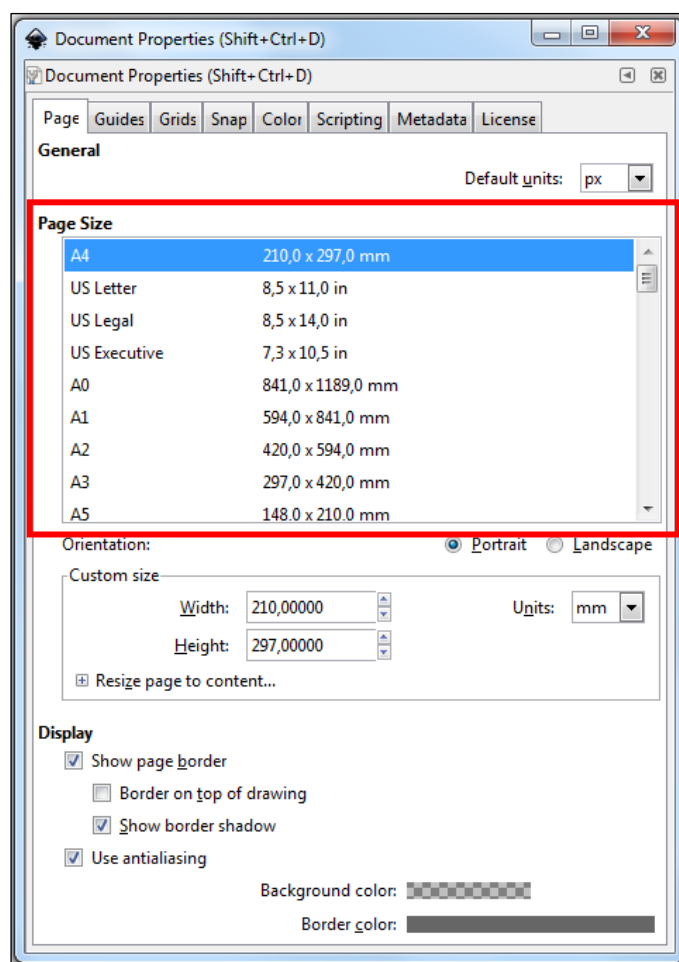 Document Properties (Shift+Ctrl+D)
Document Properties (Shift+Ctrl+D)
Page Guides Grids Snap Color Scripting Metadata License
General
Default units: px
Page Size
A4 210,0 x 297,0 mm
US Letter 8,5 x 11,0 in
US Legal 8,5 x 14,0 in
US Executive 7,3 x 10,5 in
A0 841,0 x 1189,0 mm
A1 594,0 x 841,0 mm
A2 420,0 x 594,0 mm
A3 297,0 x 420,0 mm
A5 148,0 x 210,0 mm
Orientation: Portrait Landscape
Custom size
Width: 210,00000 Units: mm
Height: 297,00000
Resize page to content...
Display
Show page border
Border on top of drawing
Show border shadow
Use antialiasing
Background color:
Border color: